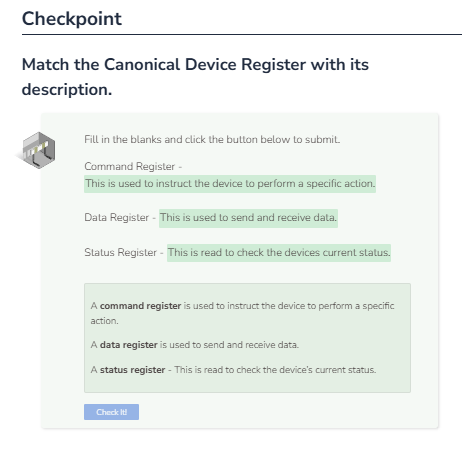 Checkpoint
Match the Canonical Device Register with its
description.
Fill in the blanks and click the button below to submit.
Command Register -
This is used to instruct the device to perform a specific action.
Data Register - This is used to send and receive data.
Status Register - This is read to check the devices current status.
A command register is used to instruct the device to perform a specific
action.
A data register is used to send and receive data.
A status register - This is read to check the device's current status.
Check It!